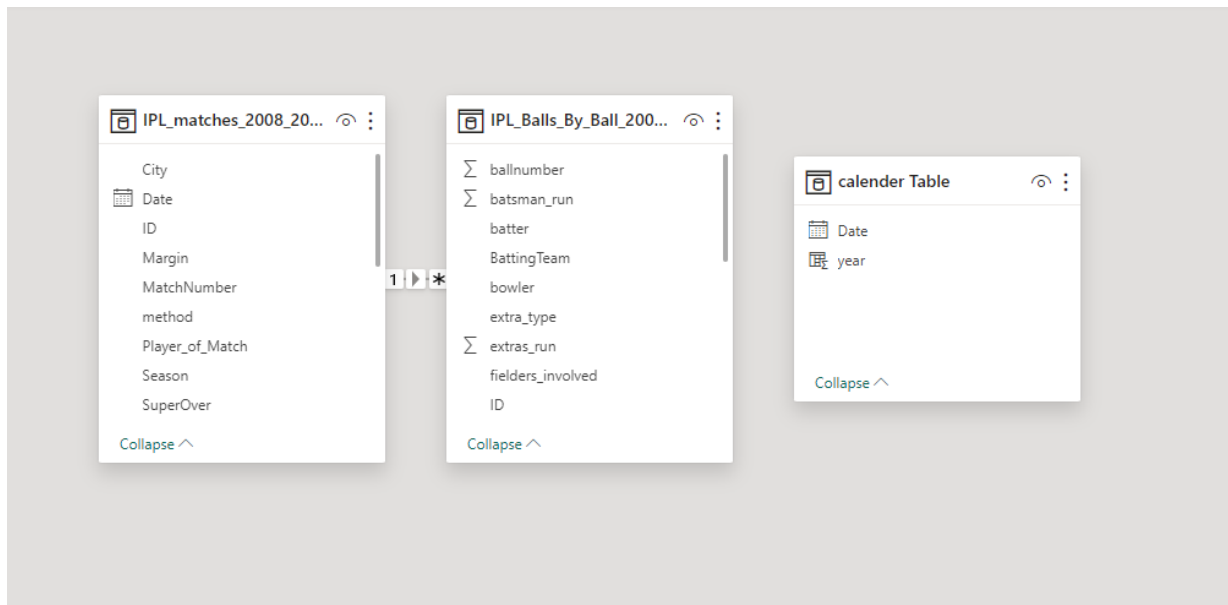 IPL_matches_2008_20...
City
Date
ID
Margin
MatchNumber
method
Player_of_Match
Season
SuperOver
Collapse
1
*
IPL_Balls_By_Ball_200...
Σ ballnumber
Σ batsman_run
batter
BattingTeam
bowler
extra_type
Σ extras_run
fielders_involved
ID
Collapse
calender Table
Date
year
Collapse